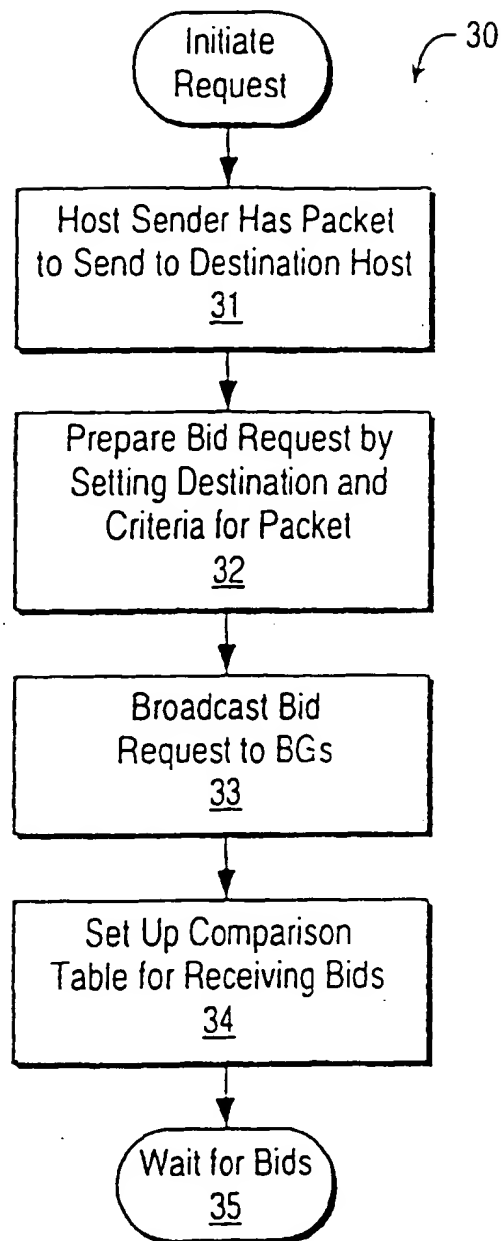 Initiate
Request
30
Host Sender Has Packet
to Send to Destination Host
31
Prepare Bid Request by
Setting Destination and
Criteria for Packet
32
Broadcast Bid
Request to BGs
33
Set Up Comparison
Table for Receiving Bids
34
Wait for Bids
35